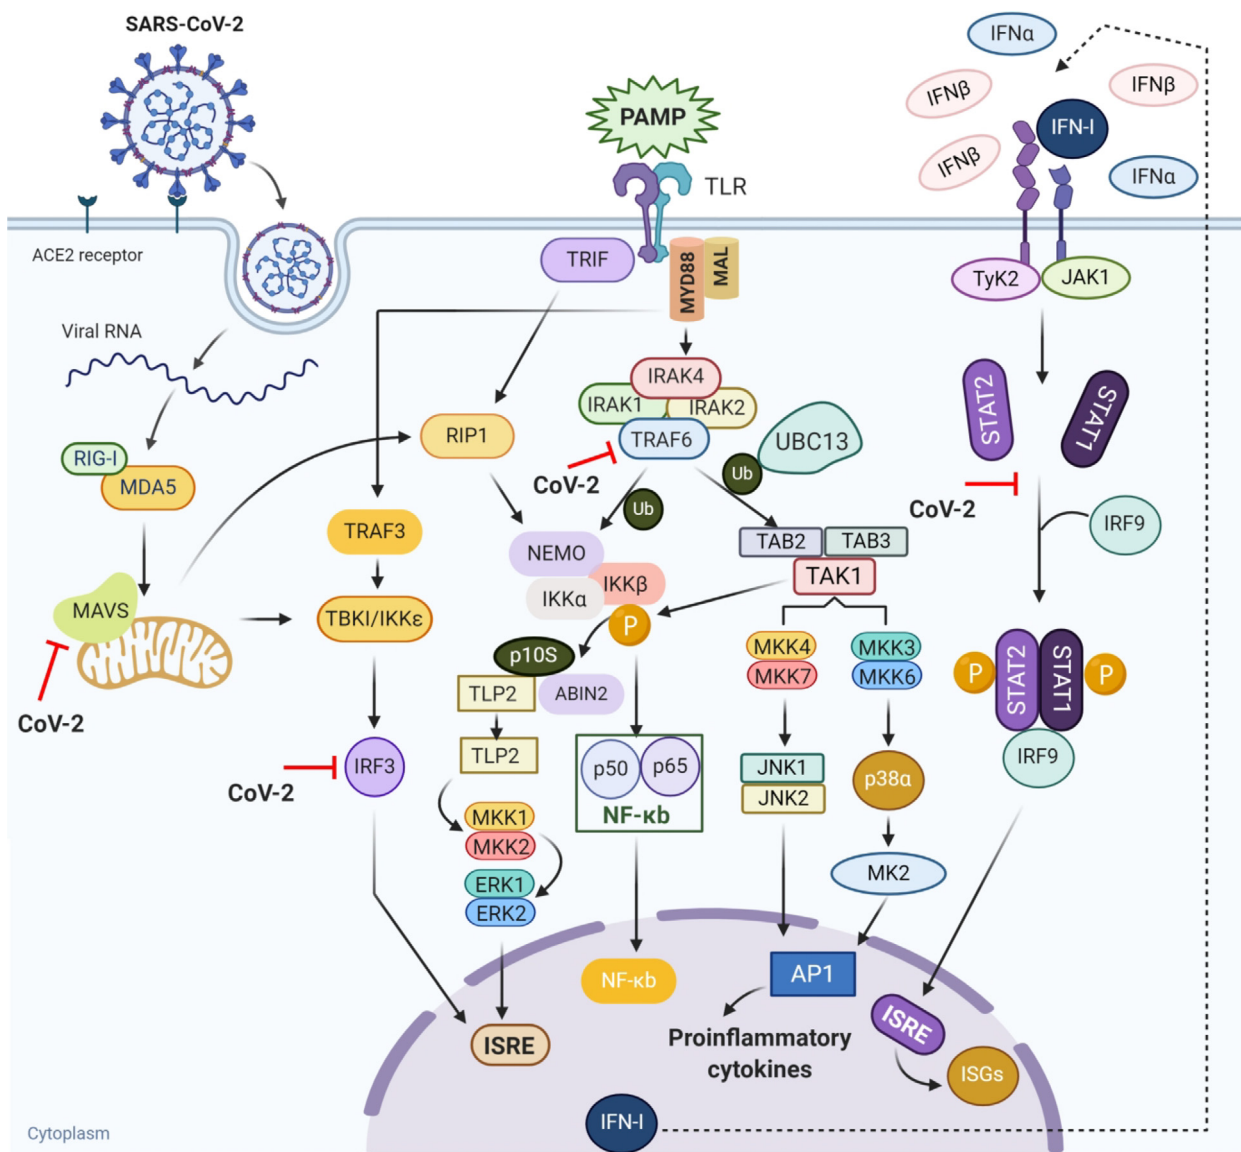 SARS-CoV-2
IFNα
IFNβ
IFNβ
PAMP
IFN-I
IFNβ
IFNα
TLR
ACE2 receptor
TRIF
MYD88
MAL
TyK2
JAK1
Viral RNA
IRAK4
IRAK1
IRAK2
STAT2
STAT1
RIP1
TRAF6
UBC13
RIG-I
MDA5
CoV-2
Ub
Ub
CoV-2
TRAF3
NEMO
TAB2
TAB3
IRF9
TAK1
IKKβ
IKKα
MAVS
TBKI/IKKε
P
p10S
MKK4
MKK3
MKK7
MKK6
P
STAT2
STAT1
P
TLP2
ABIN2
CoV-2
TLP2
p50
p65
NF-κb
JNK1
JNK2
p38α
IRF9
IRF3
CoV-2
MKK1
MKK2
MK2
ERK1
ERK2
NF-κb
AP1
ISRE
Proinflammatory
cytokines
ISRE
ISGs
IFN-I
Cytoplasm